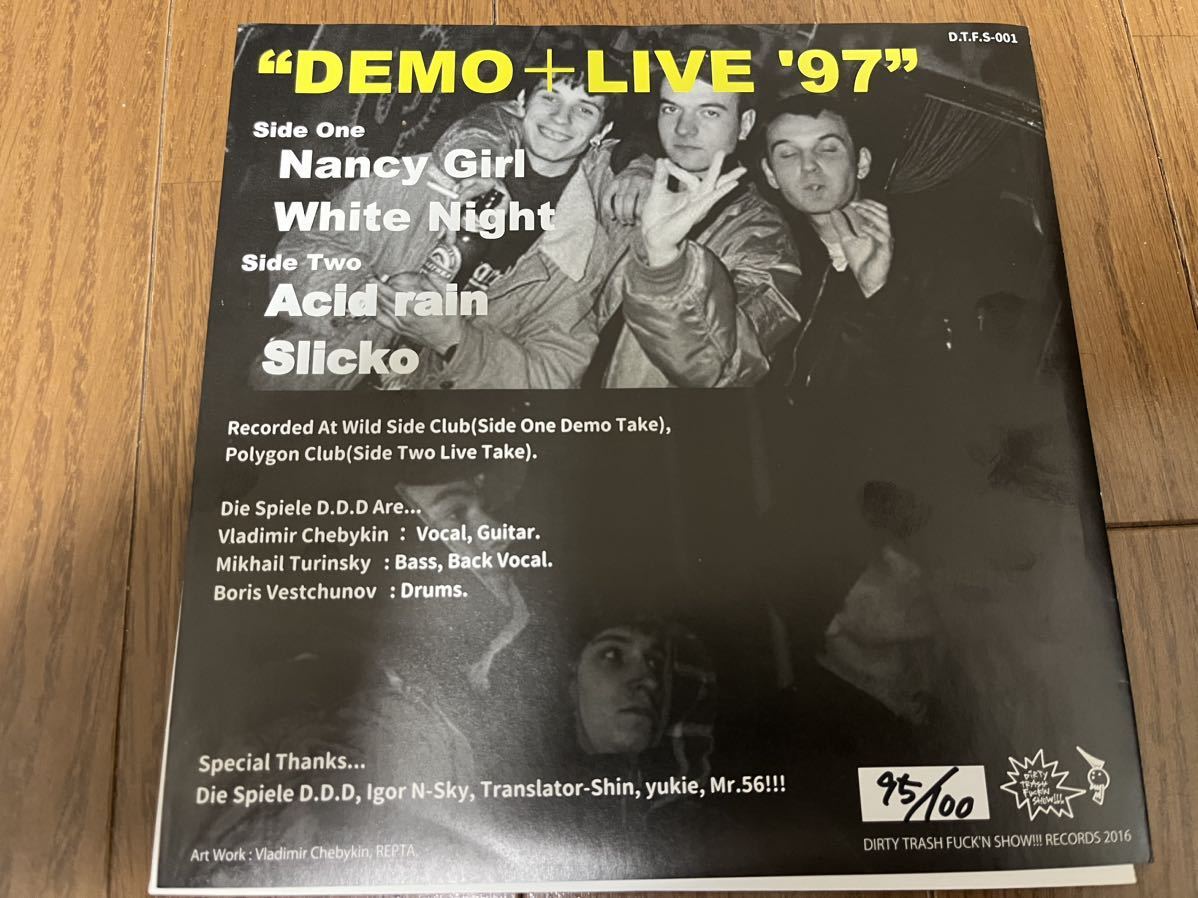 D.T.F.S-001
“DEMO+LIVE '97”
Side One
Nancy Girl
White Night
Side Two
Acid rain
Slicko
Recorded At Wild Side Club(Side One Demo Take),
Polygon Club(Side Two Live Take).
Die Spiele D.D.D Are...
Vladimir Chebykin : Vocal, Guitar.
Mikhail Turinsky : Bass, Back Vocal.
Boris Vestchunov : Drums.
Special Thanks...
Die Spiele D.D.D, Igor N-Sky, Translator-Shin, yukie, Mr.56!!!
95/100
DiRTY
TRASH
FUCK'N
SHOW!!!
Art Work : Vladimir Chebykin, REPTA.
DIRTY TRASH FUCK'N SHOW!!! RECORDS 2016